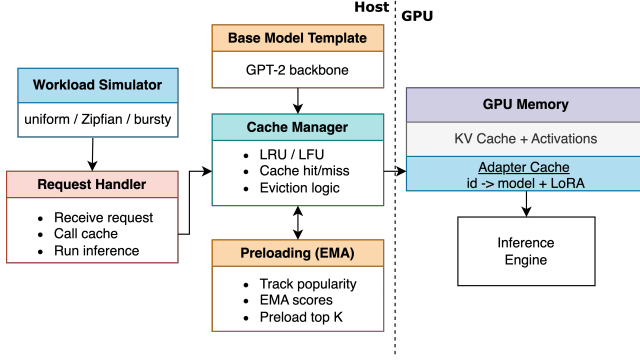 Host
GPU
Base Model Template
GPT-2 backbone
Workload Simulator
uniform / Zipfian / bursty
Request Handler
• Receive request
• Call cache
• Run inference
Cache Manager
• LRU / LFU
• Cache hit/miss
• Eviction logic
Preloading (EMA)
• Track popularity
• EMA scores
• Preload top K
GPU Memory
KV Cache + Activations
Adapter Cache
id -> model + LoRA
Inference
Engine